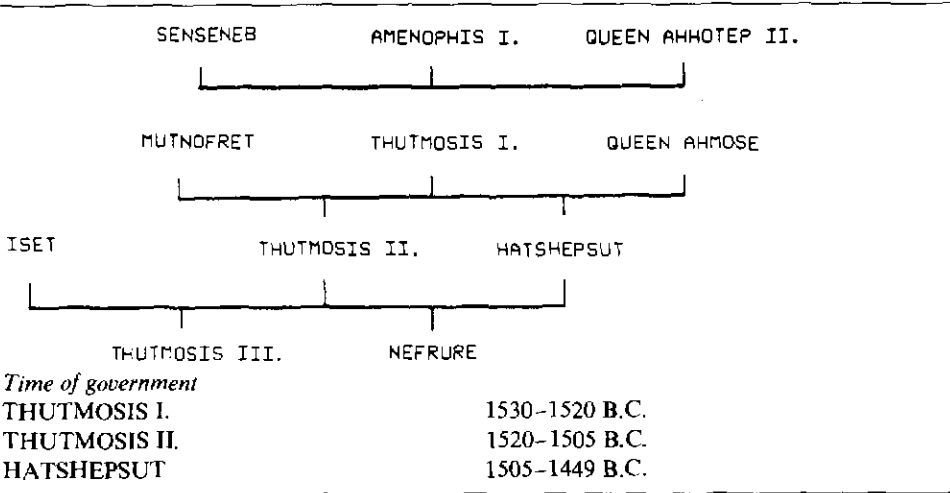 SENSENEB AMENOPHIS I. QUEEN AHHOTEP II.
MUTNOFRET THUTMOSIS I. QUEEN AHMOSE
ISET THUTMOSIS II. HATSHEPSUT
THUTMOSIS III. NEFRURE
Time of government
THUTMOSIS I. 1530–1520 B.C.
THUTMOSIS II. 1520–1505 B.C.
HATSHEPSUT 1505–1449 B.C.